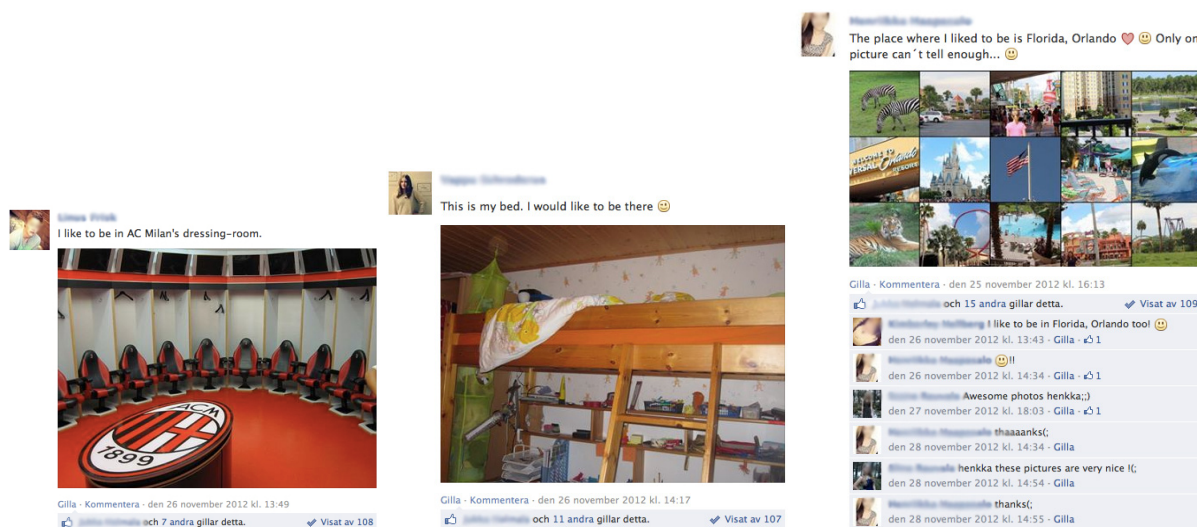 I like to be in AC Milan's dressing-room.
ACM
1899
Gilla · Kommentera · den 26 november 2012 kl. 13:49
och 7 andra gillar detta.
Visat av 108
This is my bed. I would like to be there
Gilla · Kommentera · den 26 november 2012 kl. 14:17
och 11 andra gillar detta.
Visat av 107
The place where I liked to be is Florida, Orlando
Only on
picture can´t tell enough...
WELCOME TO
Orlando
RESORT
Gilla · Kommentera · den 25 november 2012 kl. 16:13
och 15 andra gillar detta.
Visat av 109
I like to be in Florida, Orlando too!
den 26 november 2012 kl. 13:43 · Gilla · 1
!!
den 26 november 2012 kl. 14:34 · Gilla · 1
Awesome photos henkka;;)
den 27 november 2012 kl. 18:03 · Gilla · 1
thaaaanks(;
den 28 november 2012 kl. 14:34 · Gilla
henkka these pictures are very nice !(;
den 28 november 2012 kl. 14:54 · Gilla
thanks(;
den 28 november 2012 kl. 14:55 · Gilla